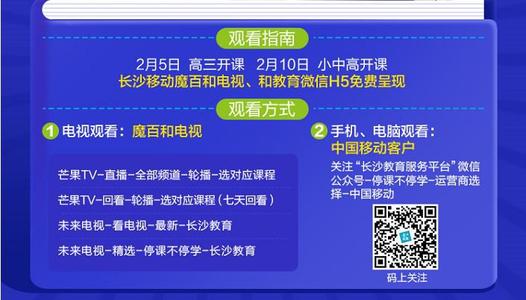 观看指南
2月5日 高三开课 2月10日 小中高开课
长沙移动魔百和电视、和教育微信H5免费呈现
观看方式
1 电视观看：魔百和电视
芒果TV-直播-全部频道-轮播-选对应课程
芒果TV-回看-轮播-选对应课程（七天回看）
未来电视-看电视-最新-长沙教育
未来电视-精选-停课不停学-长沙教育
2 手机、电脑观看：
中国移动客户
关注“长沙教育服务平台”微信
公众号-停课不停学-运营商选
择-中国移动
码上关注